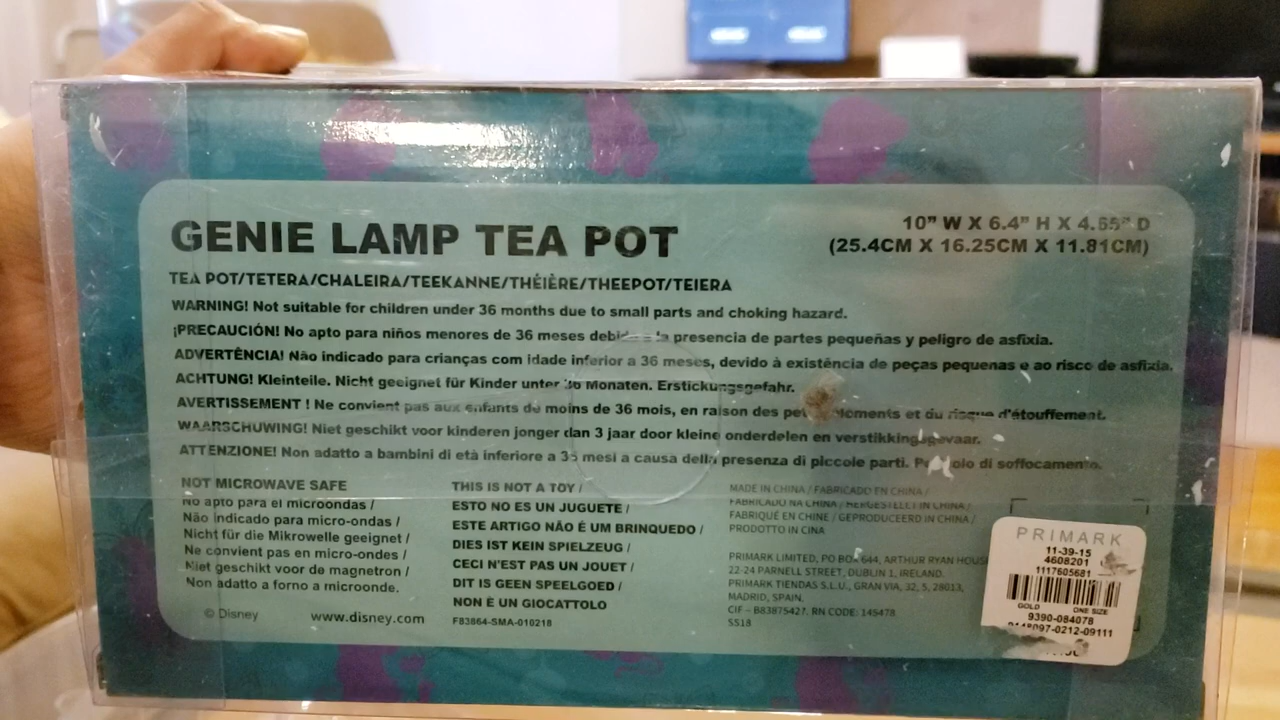 GENIE LAMP TEA POT
10” W X 6.4” H X 4.65” D
(25.4CM X 16.25CM X 11.81CM)
TEA POT/TETERA/CHALEIRA/TEEKANNE/THÉIÈRE/THEEPOT/TEIERA
WARNING! Not suitable for children under 36 months due to small parts and choking hazard.
¡PRECAUCIÓN! No apto para niños menores de 36 meses debido a la presencia de partes pequeñas y peligro de asfixia.
ADVERTÊNCIA! Não indicado para crianças com idade inferior a 36 meses, devido à existência de peças pequenas e ao risco de asfixia.
ACHTUNG! Kleinteile. Nicht geeignet für Kinder unter 36 Monaten. Erstickungsgefahr.
AVERTISSEMENT ! Ne convient pas aux enfants de moins de 36 mois, en raison des éléments et du risque d'étouffement.
WAARSCHUWING! Niet geschikt voor kinderen jonger dan 3 jaar door kleine onderdelen en verstikkingsgevaar.
ATTENZIONE! Non adatto a bambini di età inferiore a 36 mesi a causa della presenza di piccole parti. Pericolo di soffocamento.
NOT MICROWAVE SAFE
No apto para el microondas /
Não indicado para micro-ondas /
Nicht für die Mikrowelle geeignet /
Ne convient pas en micro-ondes /
Niet geschikt voor de magnetron /
Non adatto a forno a microonde.
© Disney www.disney.com
THIS IS NOT A TOY /
ESTO NO ES UN JUGUETE /
ESTE ARTIGO NÃO É UM BRINQUEDO /
DIES IST KEIN SPIELZEUG /
CECI N'EST PAS UN JOUET /
DIT IS GEEN SPEELGOED /
NON È UN GIOCATTOLO
F83864-SMA-010218
MADE IN CHINA / FABRICADO EN CHINA /
FABRICADO NA CHINA / HERGESTELLT IN CHINA /
FABRIQUÉ EN CHINE / GEPRODUCEERD IN CHINA /
PRODOTTO IN CINA
PRIMARK LIMITED, PO BOX 644, ARTHUR RYAN HOUSE
22-24 PARNELL STREET, DUBLIN 1, IRELAND.
PRIMARK TIENDAS S.L.U., GRAN VIA, 32, 5, 28013,
MADRID, SPAIN.
CIF – B83875427. RN CODE: 145478.
SS18
PRIMARK
11-39-15
4608201
1117605681
GOLD ONE SIZE
9390-084078